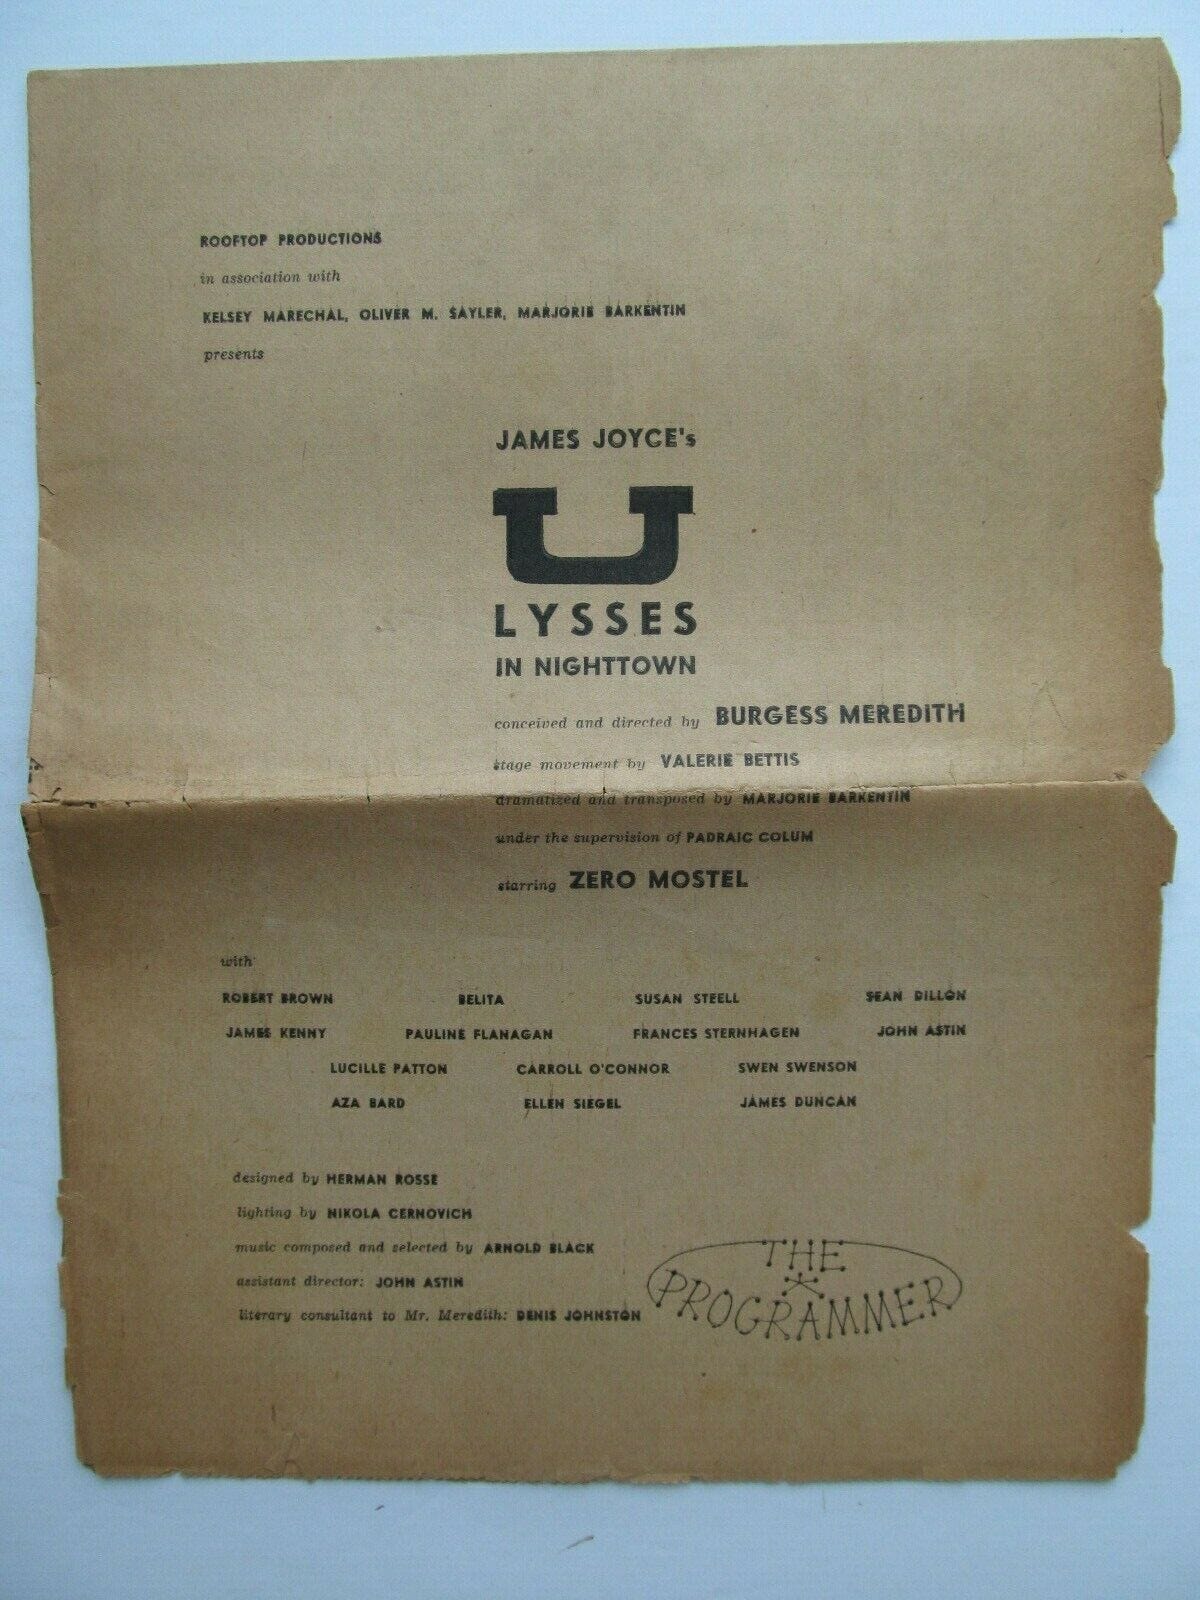 ROOFTOP PRODUCTIONS
in association with
KELSEY MARECHAL, OLIVER M. SAYLER, MARJORIE BARKENTIN
presents
JAMES JOYCE's
U
LYSSES
IN NIGHTTOWN
conceived and directed by BURGESS MEREDITH
stage movement by VALERIE BETTIS
dramatized and transposed by MARJORIE BARKENTIN
under the supervision of PADRAIC COLUM
starring ZERO MOSTEL
with
ROBERT BROWN BELITA SUSAN STEELL SEAN DILLON
JAMES KENNY PAULINE FLANAGAN FRANCES STERNHAGEN JOHN ASTIN
LUCILLE PATTON CARROLL O'CONNOR SWEN SWENSON
AZA BARD ELLEN SIEGEL JAMES DUNCAN
designed by HERMAN ROSSE
lighting by NIKOLA CERNOVICH
music composed and selected by ARNOLD BLACK
assistant director: JOHN ASTIN
literary consultant to Mr. Meredith: DENIS JOHNSTON
THE
PROGRAMMER